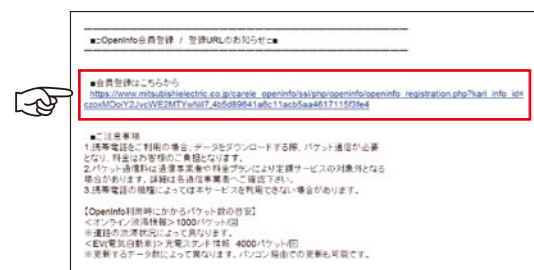 ■□OpenInfo会員登録 / 登録URLのお知らせ□■
■会員登録はこちらから
https://www.mitsubishielectric.co.jp/carele_openinfo/ssl/php/openinfo/openinfo_registration.php?kari_info_id=
czoxMDoiY2JvcWE2MTYwNiI7,4b5d89641a6c11acb5aa4617115f3fe4
■ご注意事項
1.携帯電話をご利用の場合、データをダウンロードする際、パケット通信が必要
となり、料金はお客様のご負担となります。
2.パケット通信料は通信事業者や料金プランにより定額サービスの対象外となる
場合があります。詳細は各通信事業者へご確認下さい。
3.携帯電話の機種によっては本サービスを利用できない場合があります。
【OpenInfo利用時にかかるパケット数の目安】
<オンライン渋滞情報>1000パケット/回
※道路の渋滞状況によって異なります。
<EV(電気自動車)>充電スタンド情報 4000パケット/回
※更新するデータ数によって異なります。パソコン経由での更新も可能です。